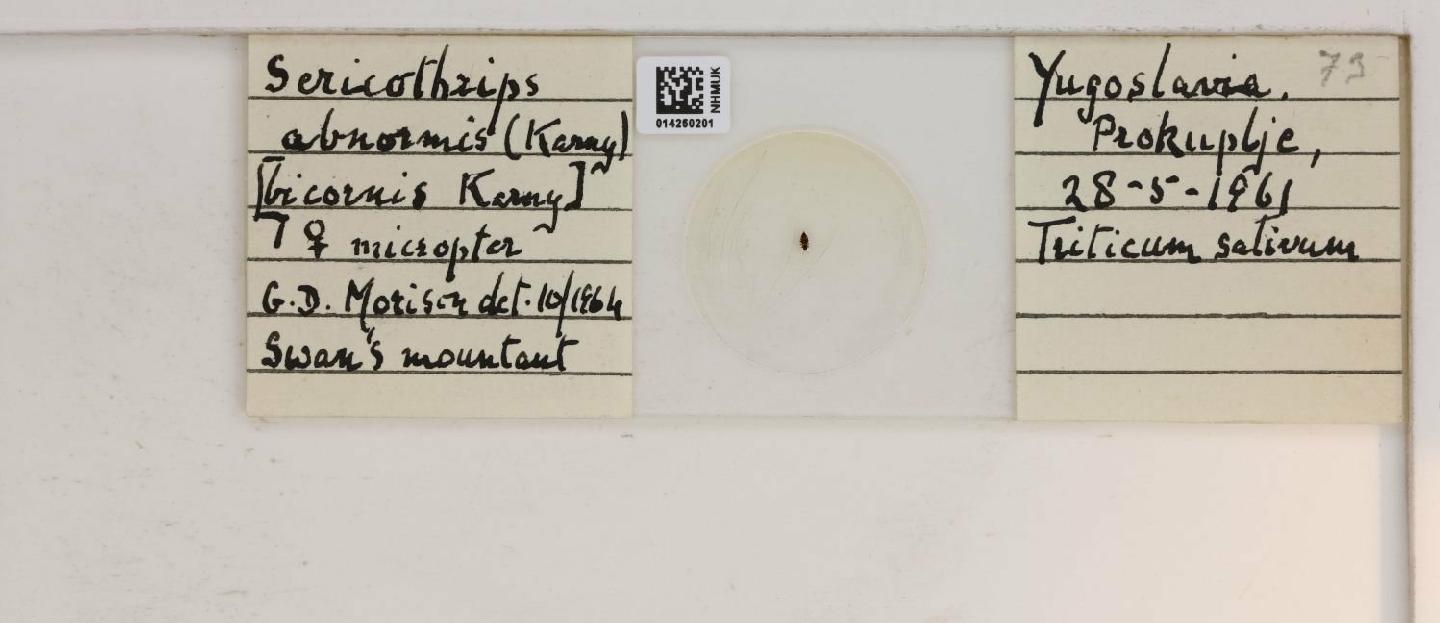 Sericothrips
abnormis (Karny)
[bicornis Karny]
7 ♀ micropter
G.D. Morison det. 10/1964
Swan's mountant
NHMUK
014260201
73
Yugoslavia.
Prokuplje,
28-5-1961
Triticum sativum